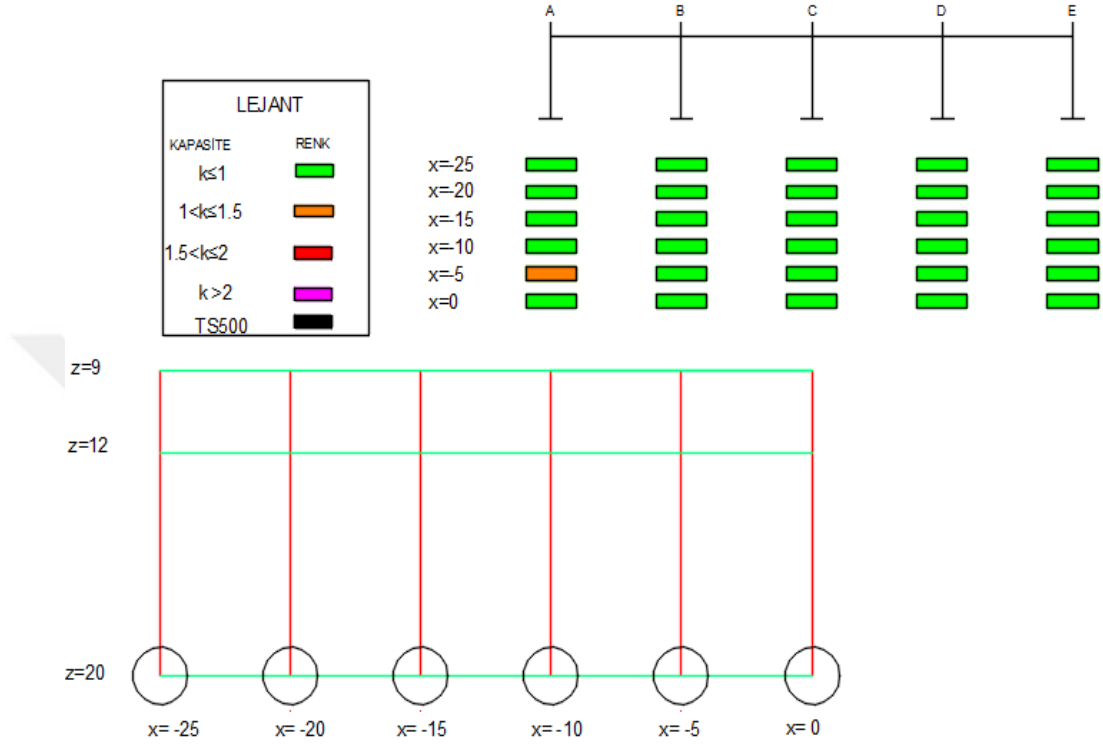 A B C D E
LEJANT
KAPASİTE RENK
k≤1
1<k≤1.5
1.5<k≤2
k >2
TS500
x=-25
x=-20
x=-15
x=-10
x=-5
x=0
z=9
z=12
z=20
x= -25 x= -20 x= -15 x= -10 x= -5 x= 0